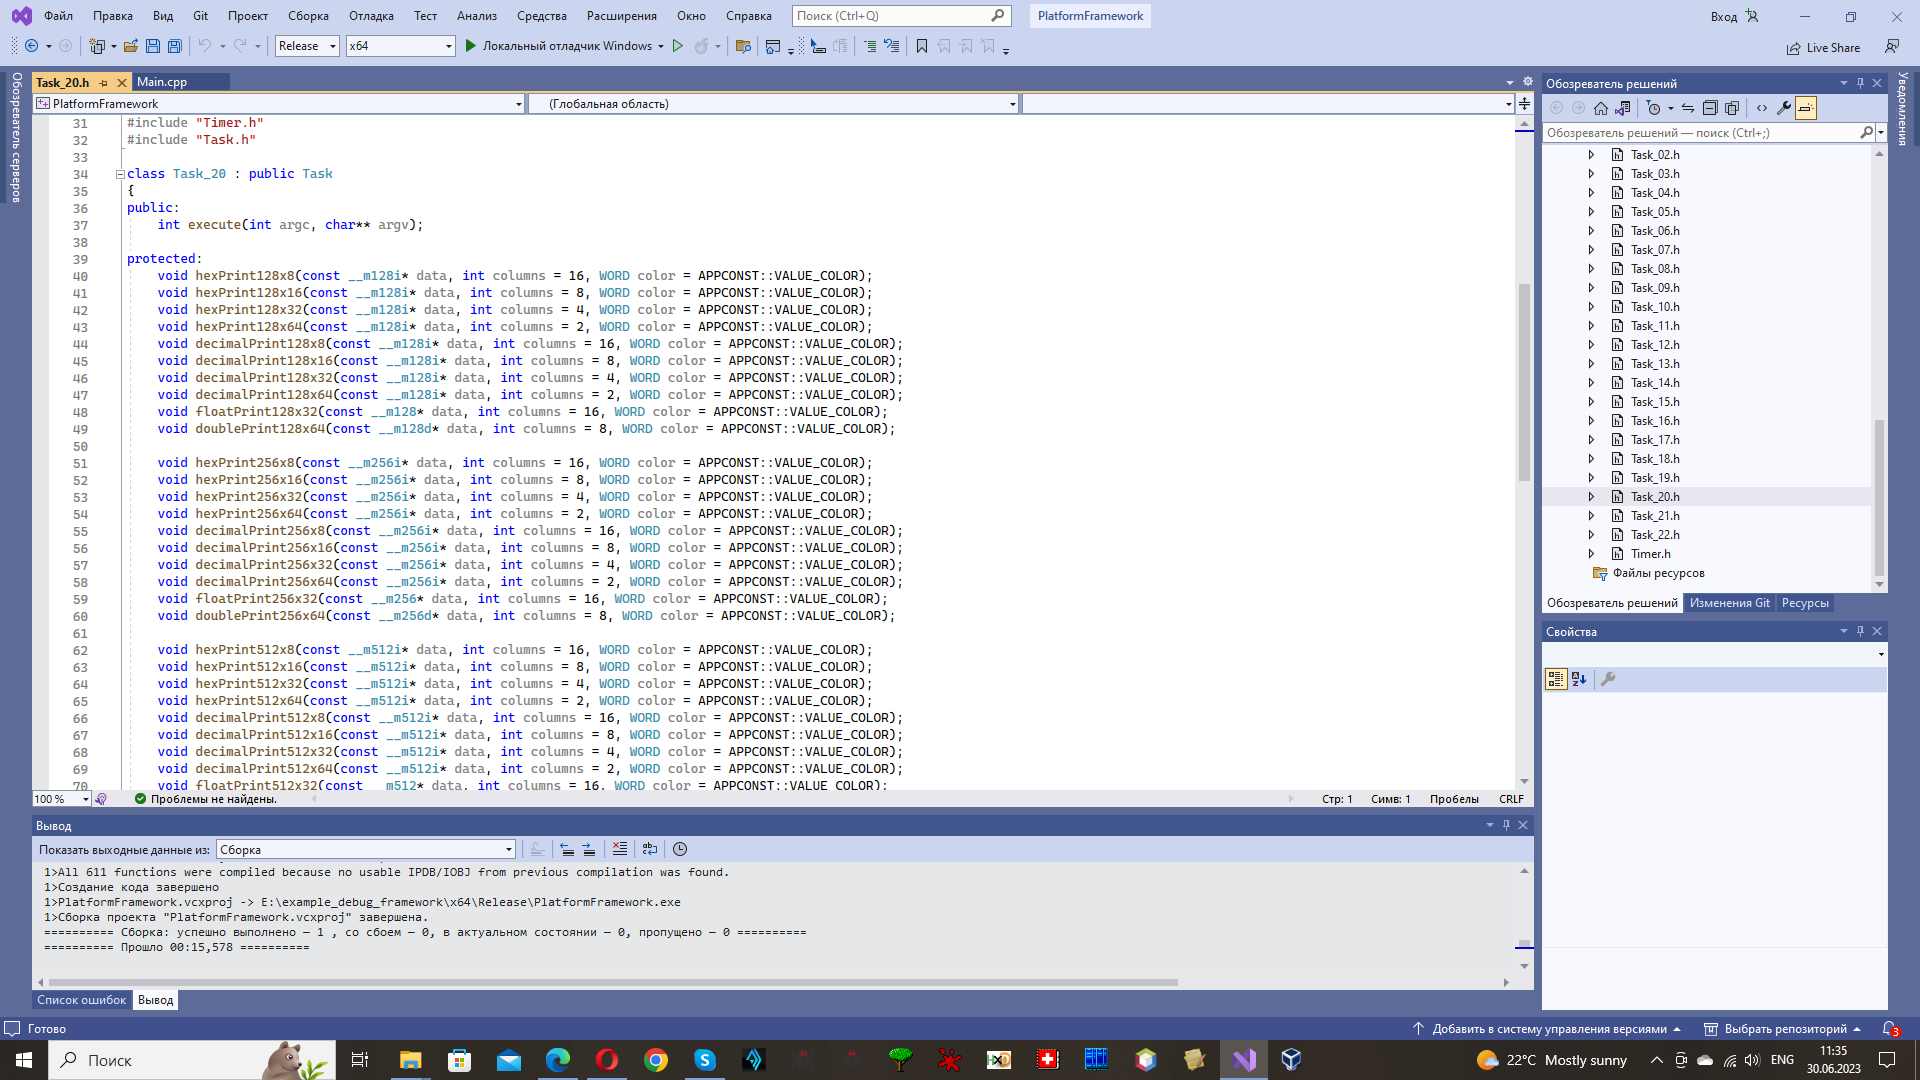 Файл Правка Вид Git Проект Сборка Отладка Тест Анализ Средства Расширения Окно Справка Поиск (Ctrl+Q) PlatformFramework Вход
Release x64 Локальный отладчик Windows Live Share
Обозреватель серверов
Task_20.h Main.cpp
PlatformFramework (Глобальная область)
31 #include "Timer.h"
32 #include "Task.h"
33
34 class Task_20 : public Task
35 {
36 public:
37 int execute(int argc, char** argv);
38
39 protected:
40 void hexPrint128x8(const __m128i* data, int columns = 16, WORD color = APPCONST::VALUE_COLOR);
41 void hexPrint128x16(const __m128i* data, int columns = 8, WORD color = APPCONST::VALUE_COLOR);
42 void hexPrint128x32(const __m128i* data, int columns = 4, WORD color = APPCONST::VALUE_COLOR);
43 void hexPrint128x64(const __m128i* data, int columns = 2, WORD color = APPCONST::VALUE_COLOR);
44 void decimalPrint128x8(const __m128i* data, int columns = 16, WORD color = APPCONST::VALUE_COLOR);
45 void decimalPrint128x16(const __m128i* data, int columns = 8, WORD color = APPCONST::VALUE_COLOR);
46 void decimalPrint128x32(const __m128i* data, int columns = 4, WORD color = APPCONST::VALUE_COLOR);
47 void decimalPrint128x64(const __m128i* data, int columns = 2, WORD color = APPCONST::VALUE_COLOR);
48 void floatPrint128x32(const __m128* data, int columns = 16, WORD color = APPCONST::VALUE_COLOR);
49 void doublePrint128x64(const __m128d* data, int columns = 8, WORD color = APPCONST::VALUE_COLOR);
50
51 void hexPrint256x8(const __m256i* data, int columns = 16, WORD color = APPCONST::VALUE_COLOR);
52 void hexPrint256x16(const __m256i* data, int columns = 8, WORD color = APPCONST::VALUE_COLOR);
53 void hexPrint256x32(const __m256i* data, int columns = 4, WORD color = APPCONST::VALUE_COLOR);
54 void hexPrint256x64(const __m256i* data, int columns = 2, WORD color = APPCONST::VALUE_COLOR);
55 void decimalPrint256x8(const __m256i* data, int columns = 16, WORD color = APPCONST::VALUE_COLOR);
56 void decimalPrint256x16(const __m256i* data, int columns = 8, WORD color = APPCONST::VALUE_COLOR);
57 void decimalPrint256x32(const __m256i* data, int columns = 4, WORD color = APPCONST::VALUE_COLOR);
58 void decimalPrint256x64(const __m256i* data, int columns = 2, WORD color = APPCONST::VALUE_COLOR);
59 void floatPrint256x32(const __m256* data, int columns = 16, WORD color = APPCONST::VALUE_COLOR);
60 void doublePrint256x64(const __m256d* data, int columns = 8, WORD color = APPCONST::VALUE_COLOR);
61
62 void hexPrint512x8(const __m512i* data, int columns = 16, WORD color = APPCONST::VALUE_COLOR);
63 void hexPrint512x16(const __m512i* data, int columns = 8, WORD color = APPCONST::VALUE_COLOR);
64 void hexPrint512x32(const __m512i* data, int columns = 4, WORD color = APPCONST::VALUE_COLOR);
65 void hexPrint512x64(const __m512i* data, int columns = 2, WORD color = APPCONST::VALUE_COLOR);
66 void decimalPrint512x8(const __m512i* data, int columns = 16, WORD color = APPCONST::VALUE_COLOR);
67 void decimalPrint512x16(const __m512i* data, int columns = 8, WORD color = APPCONST::VALUE_COLOR);
68 void decimalPrint512x32(const __m512i* data, int columns = 4, WORD color = APPCONST::VALUE_COLOR);
69 void decimalPrint512x64(const __m512i* data, int columns = 2, WORD color = APPCONST::VALUE_COLOR);
70 void floatPrint512x32(const __m512* data, int columns = 16, WORD color = APPCONST::VALUE_COLOR);
100 % Проблемы не найдены. Стр: 1 Симв: 1 Пробелы CRLF
Вывод
Показать выходные данные из: Сборка
1>All 611 functions were compiled because no usable IPDB/IOBJ from previous compilation was found.
1>Создание кода завершено
1>PlatformFramework.vcxproj -> E:\example_debug_framework\x64\Release\PlatformFramework.exe
1>Сборка проекта "PlatformFramework.vcxproj" завершена.
========== Сборка: успешно выполнено — 1 , со сбоем — 0, в актуальном состоянии — 0, пропущено — 0 ==========
========== Прошло 00:15,578 ==========
Список ошибок Вывод
Обозреватель решений
Обозреватель решений — поиск (Ctrl+;)
Task_02.h
Task_03.h
Task_04.h
Task_05.h
Task_06.h
Task_07.h
Task_08.h
Task_09.h
Task_10.h
Task_11.h
Task_12.h
Task_13.h
Task_14.h
Task_15.h
Task_16.h
Task_17.h
Task_18.h
Task_19.h
Task_20.h
Task_21.h
Task_22.h
Timer.h
Файлы ресурсов
Обозреватель решений Изменения Git Ресурсы
Свойства
Уведомления
Готово Добавить в систему управления версиями Выбрать репозиторий 3
Поиск 22°C Mostly sunny ENG 11:35
30.06.2023